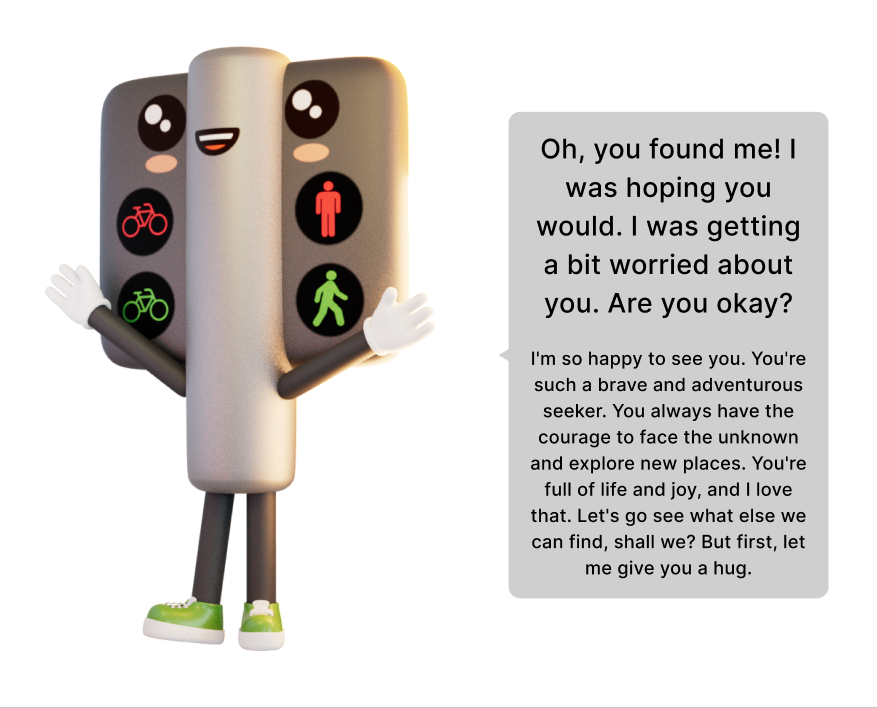 Oh, you found me! I
was hoping you
would. I was getting
a bit worried about
you. Are you okay?
I'm so happy to see you. You're
such a brave and adventurous
seeker. You always have the
courage to face the unknown
and explore new places. You're
full of life and joy, and I love
that. Let's go see what else we
can find, shall we? But first, let
me give you a hug.